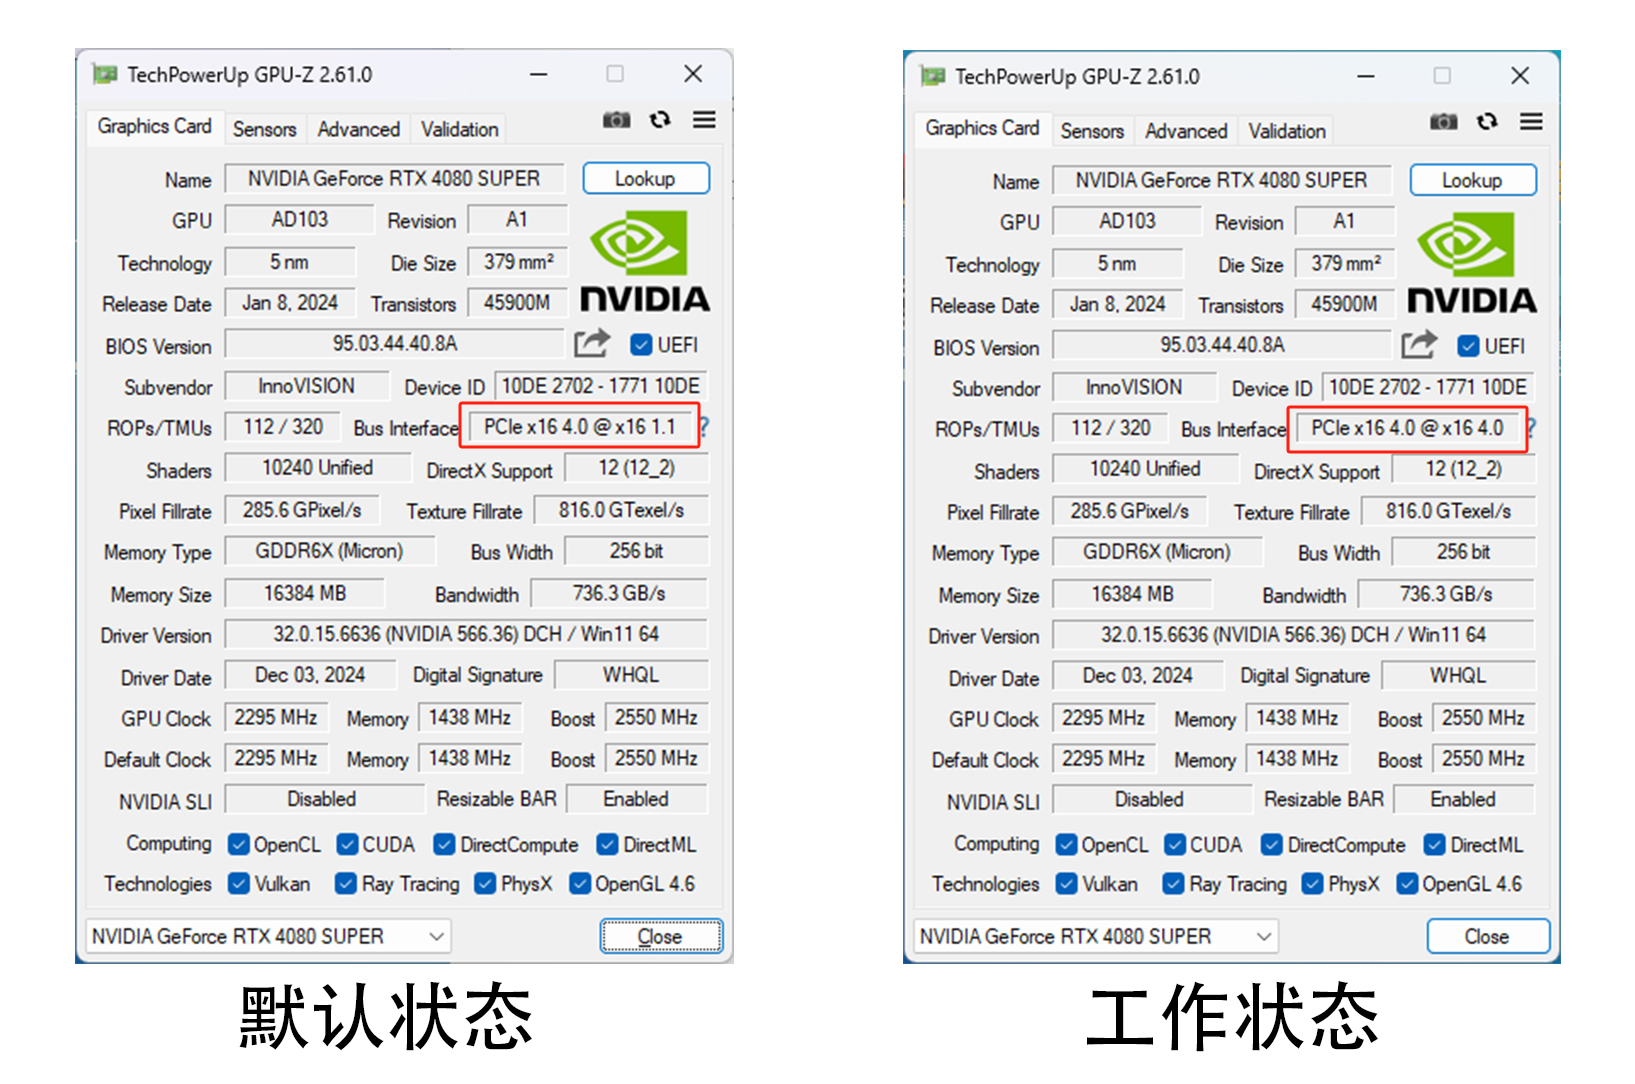 TechPowerUp GPU-Z 2.61.0
Graphics Card Sensors Advanced Validation
Name NVIDIA GeForce RTX 4080 SUPER Lookup
GPU AD103 Revision A1
Technology 5 nm Die Size 379 mm²
Release Date Jan 8, 2024 Transistors 45900M
NVIDIA
BIOS Version 95.03.44.40.8A UEFI
Subvendor InnoVISION Device ID 10DE 2702 - 1771 10DE
ROPs/TMUs 112 / 320 Bus Interface PCIe x16 4.0 @ x16 1.1 ?
Shaders 10240 Unified DirectX Support 12 (12_2)
Pixel Fillrate 285.6 GPixel/s Texture Fillrate 816.0 GTexel/s
Memory Type GDDR6X (Micron) Bus Width 256 bit
Memory Size 16384 MB Bandwidth 736.3 GB/s
Driver Version 32.0.15.6636 (NVIDIA 566.36) DCH / Win11 64
Driver Date Dec 03, 2024 Digital Signature WHQL
GPU Clock 2295 MHz Memory 1438 MHz Boost 2550 MHz
Default Clock 2295 MHz Memory 1438 MHz Boost 2550 MHz
NVIDIA SLI Disabled Resizable BAR Enabled
Computing OpenCL CUDA DirectCompute DirectML
Technologies Vulkan Ray Tracing PhysX OpenGL 4.6
NVIDIA GeForce RTX 4080 SUPER Close
默认状态
TechPowerUp GPU-Z 2.61.0
Graphics Card Sensors Advanced Validation
Name NVIDIA GeForce RTX 4080 SUPER Lookup
GPU AD103 Revision A1
Technology 5 nm Die Size 379 mm²
Release Date Jan 8, 2024 Transistors 45900M
NVIDIA
BIOS Version 95.03.44.40.8A UEFI
Subvendor InnoVISION Device ID 10DE 2702 - 1771 10DE
ROPs/TMUs 112 / 320 Bus Interface PCIe x16 4.0 @ x16 4.0 ?
Shaders 10240 Unified DirectX Support 12 (12_2)
Pixel Fillrate 285.6 GPixel/s Texture Fillrate 816.0 GTexel/s
Memory Type GDDR6X (Micron) Bus Width 256 bit
Memory Size 16384 MB Bandwidth 736.3 GB/s
Driver Version 32.0.15.6636 (NVIDIA 566.36) DCH / Win11 64
Driver Date Dec 03, 2024 Digital Signature WHQL
GPU Clock 2295 MHz Memory 1438 MHz Boost 2550 MHz
Default Clock 2295 MHz Memory 1438 MHz Boost 2550 MHz
NVIDIA SLI Disabled Resizable BAR Enabled
Computing OpenCL CUDA DirectCompute DirectML
Technologies Vulkan Ray Tracing PhysX OpenGL 4.6
NVIDIA GeForce RTX 4080 SUPER Close
工作状态